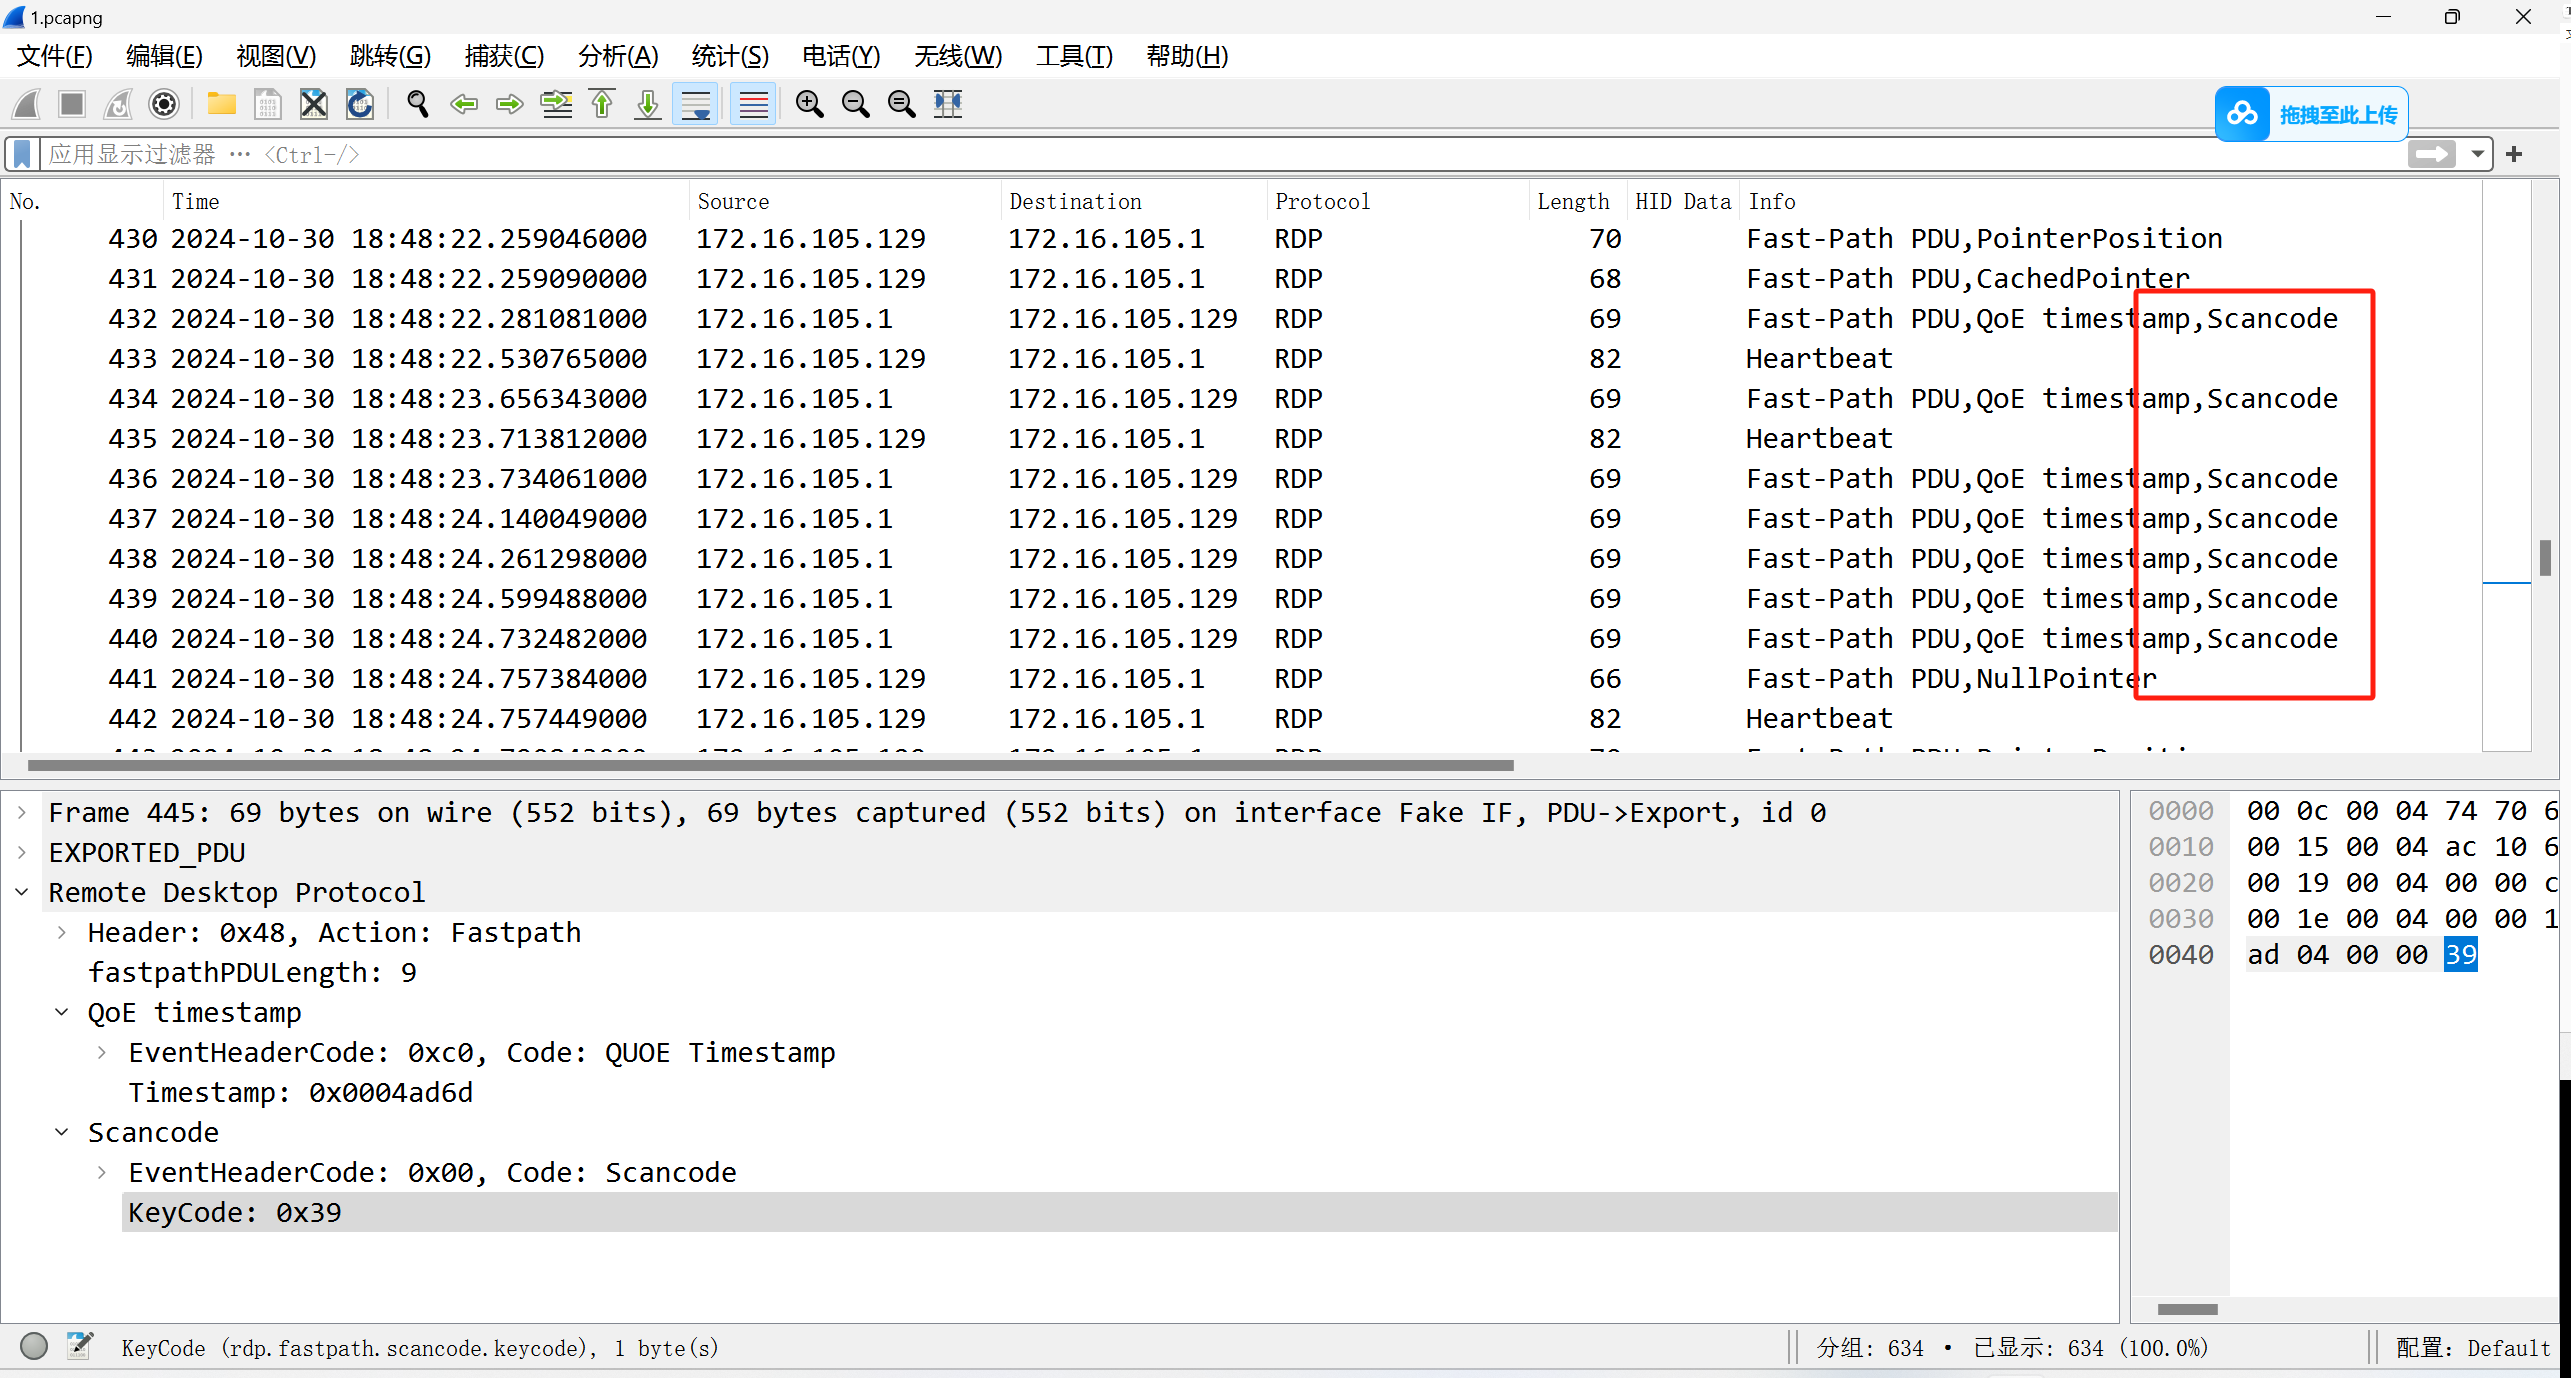 1.pcapng
文件(F) 编辑(E) 视图(V) 跳转(G) 捕获(C) 分析(A) 统计(S) 电话(Y) 无线(W) 工具(T) 帮助(H)
拖拽至此上传
应用显示过滤器 … <Ctrl-/>
No. Time Source Destination Protocol Length HID Data Info
430 2024-10-30 18:48:22.259046000 172.16.105.129 172.16.105.1 RDP 70 Fast-Path PDU,PointerPosition
431 2024-10-30 18:48:22.259090000 172.16.105.129 172.16.105.1 RDP 68 Fast-Path PDU,CachedPointer
432 2024-10-30 18:48:22.281081000 172.16.105.1 172.16.105.129 RDP 69 Fast-Path PDU,QoE timestamp,Scancode
433 2024-10-30 18:48:22.530765000 172.16.105.129 172.16.105.1 RDP 82 Heartbeat
434 2024-10-30 18:48:23.656343000 172.16.105.1 172.16.105.129 RDP 69 Fast-Path PDU,QoE timestamp,Scancode
435 2024-10-30 18:48:23.713812000 172.16.105.129 172.16.105.1 RDP 82 Heartbeat
436 2024-10-30 18:48:23.734061000 172.16.105.1 172.16.105.129 RDP 69 Fast-Path PDU,QoE timestamp,Scancode
437 2024-10-30 18:48:24.140049000 172.16.105.1 172.16.105.129 RDP 69 Fast-Path PDU,QoE timestamp,Scancode
438 2024-10-30 18:48:24.261298000 172.16.105.1 172.16.105.129 RDP 69 Fast-Path PDU,QoE timestamp,Scancode
439 2024-10-30 18:48:24.599488000 172.16.105.1 172.16.105.129 RDP 69 Fast-Path PDU,QoE timestamp,Scancode
440 2024-10-30 18:48:24.732482000 172.16.105.1 172.16.105.129 RDP 69 Fast-Path PDU,QoE timestamp,Scancode
441 2024-10-30 18:48:24.757384000 172.16.105.129 172.16.105.1 RDP 66 Fast-Path PDU,NullPointer
442 2024-10-30 18:48:24.757449000 172.16.105.129 172.16.105.1 RDP 82 Heartbeat
Frame 445: 69 bytes on wire (552 bits), 69 bytes captured (552 bits) on interface Fake IF, PDU->Export, id 0
EXPORTED_PDU
Remote Desktop Protocol
Header: 0x48, Action: Fastpath
fastpathPDULength: 9
QoE timestamp
EventHeaderCode: 0xc0, Code: QUOE Timestamp
Timestamp: 0x0004ad6d
Scancode
EventHeaderCode: 0x00, Code: Scancode
KeyCode: 0x39
0000 00 0c 00 04 74 70 6
0010 00 15 00 04 ac 10 6
0020 00 19 00 04 00 00 c
0030 00 1e 00 04 00 00 1
0040 ad 04 00 00 39
KeyCode (rdp.fastpath.scancode.keycode), 1 byte(s)
分组: 634 · 已显示: 634 (100.0%)
配置: Default